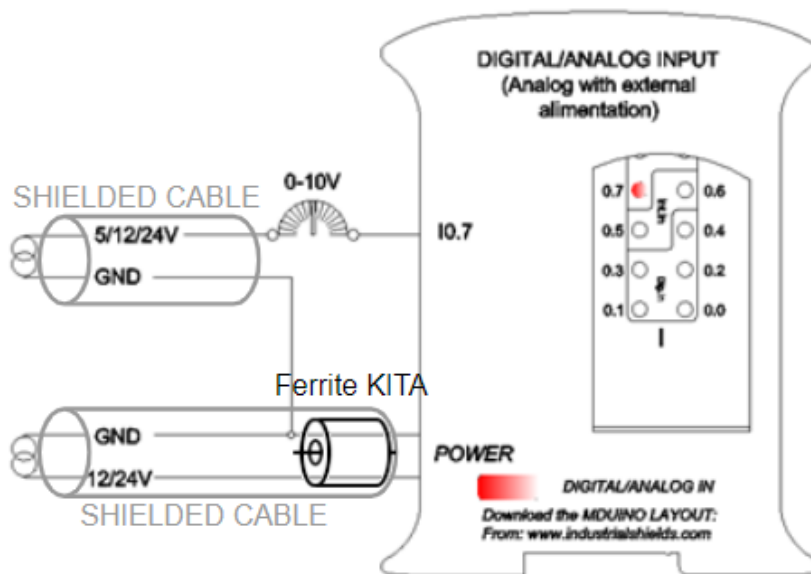 DIGITAL/ANALOG INPUT
(Analog with external
alimentation)
SHIELDED CABLE
0-10V
5/12/24V
I0.7
GND
0.7
0.6
0.5
0.4
0.3
0.2
0.1
0.0
I
Ferrite KITA
GND
POWER
12/24V
SHIELDED CABLE
DIGITAL/ANALOG IN
Download the MDUINO LAYOUT:
From: www.industrialshields.com